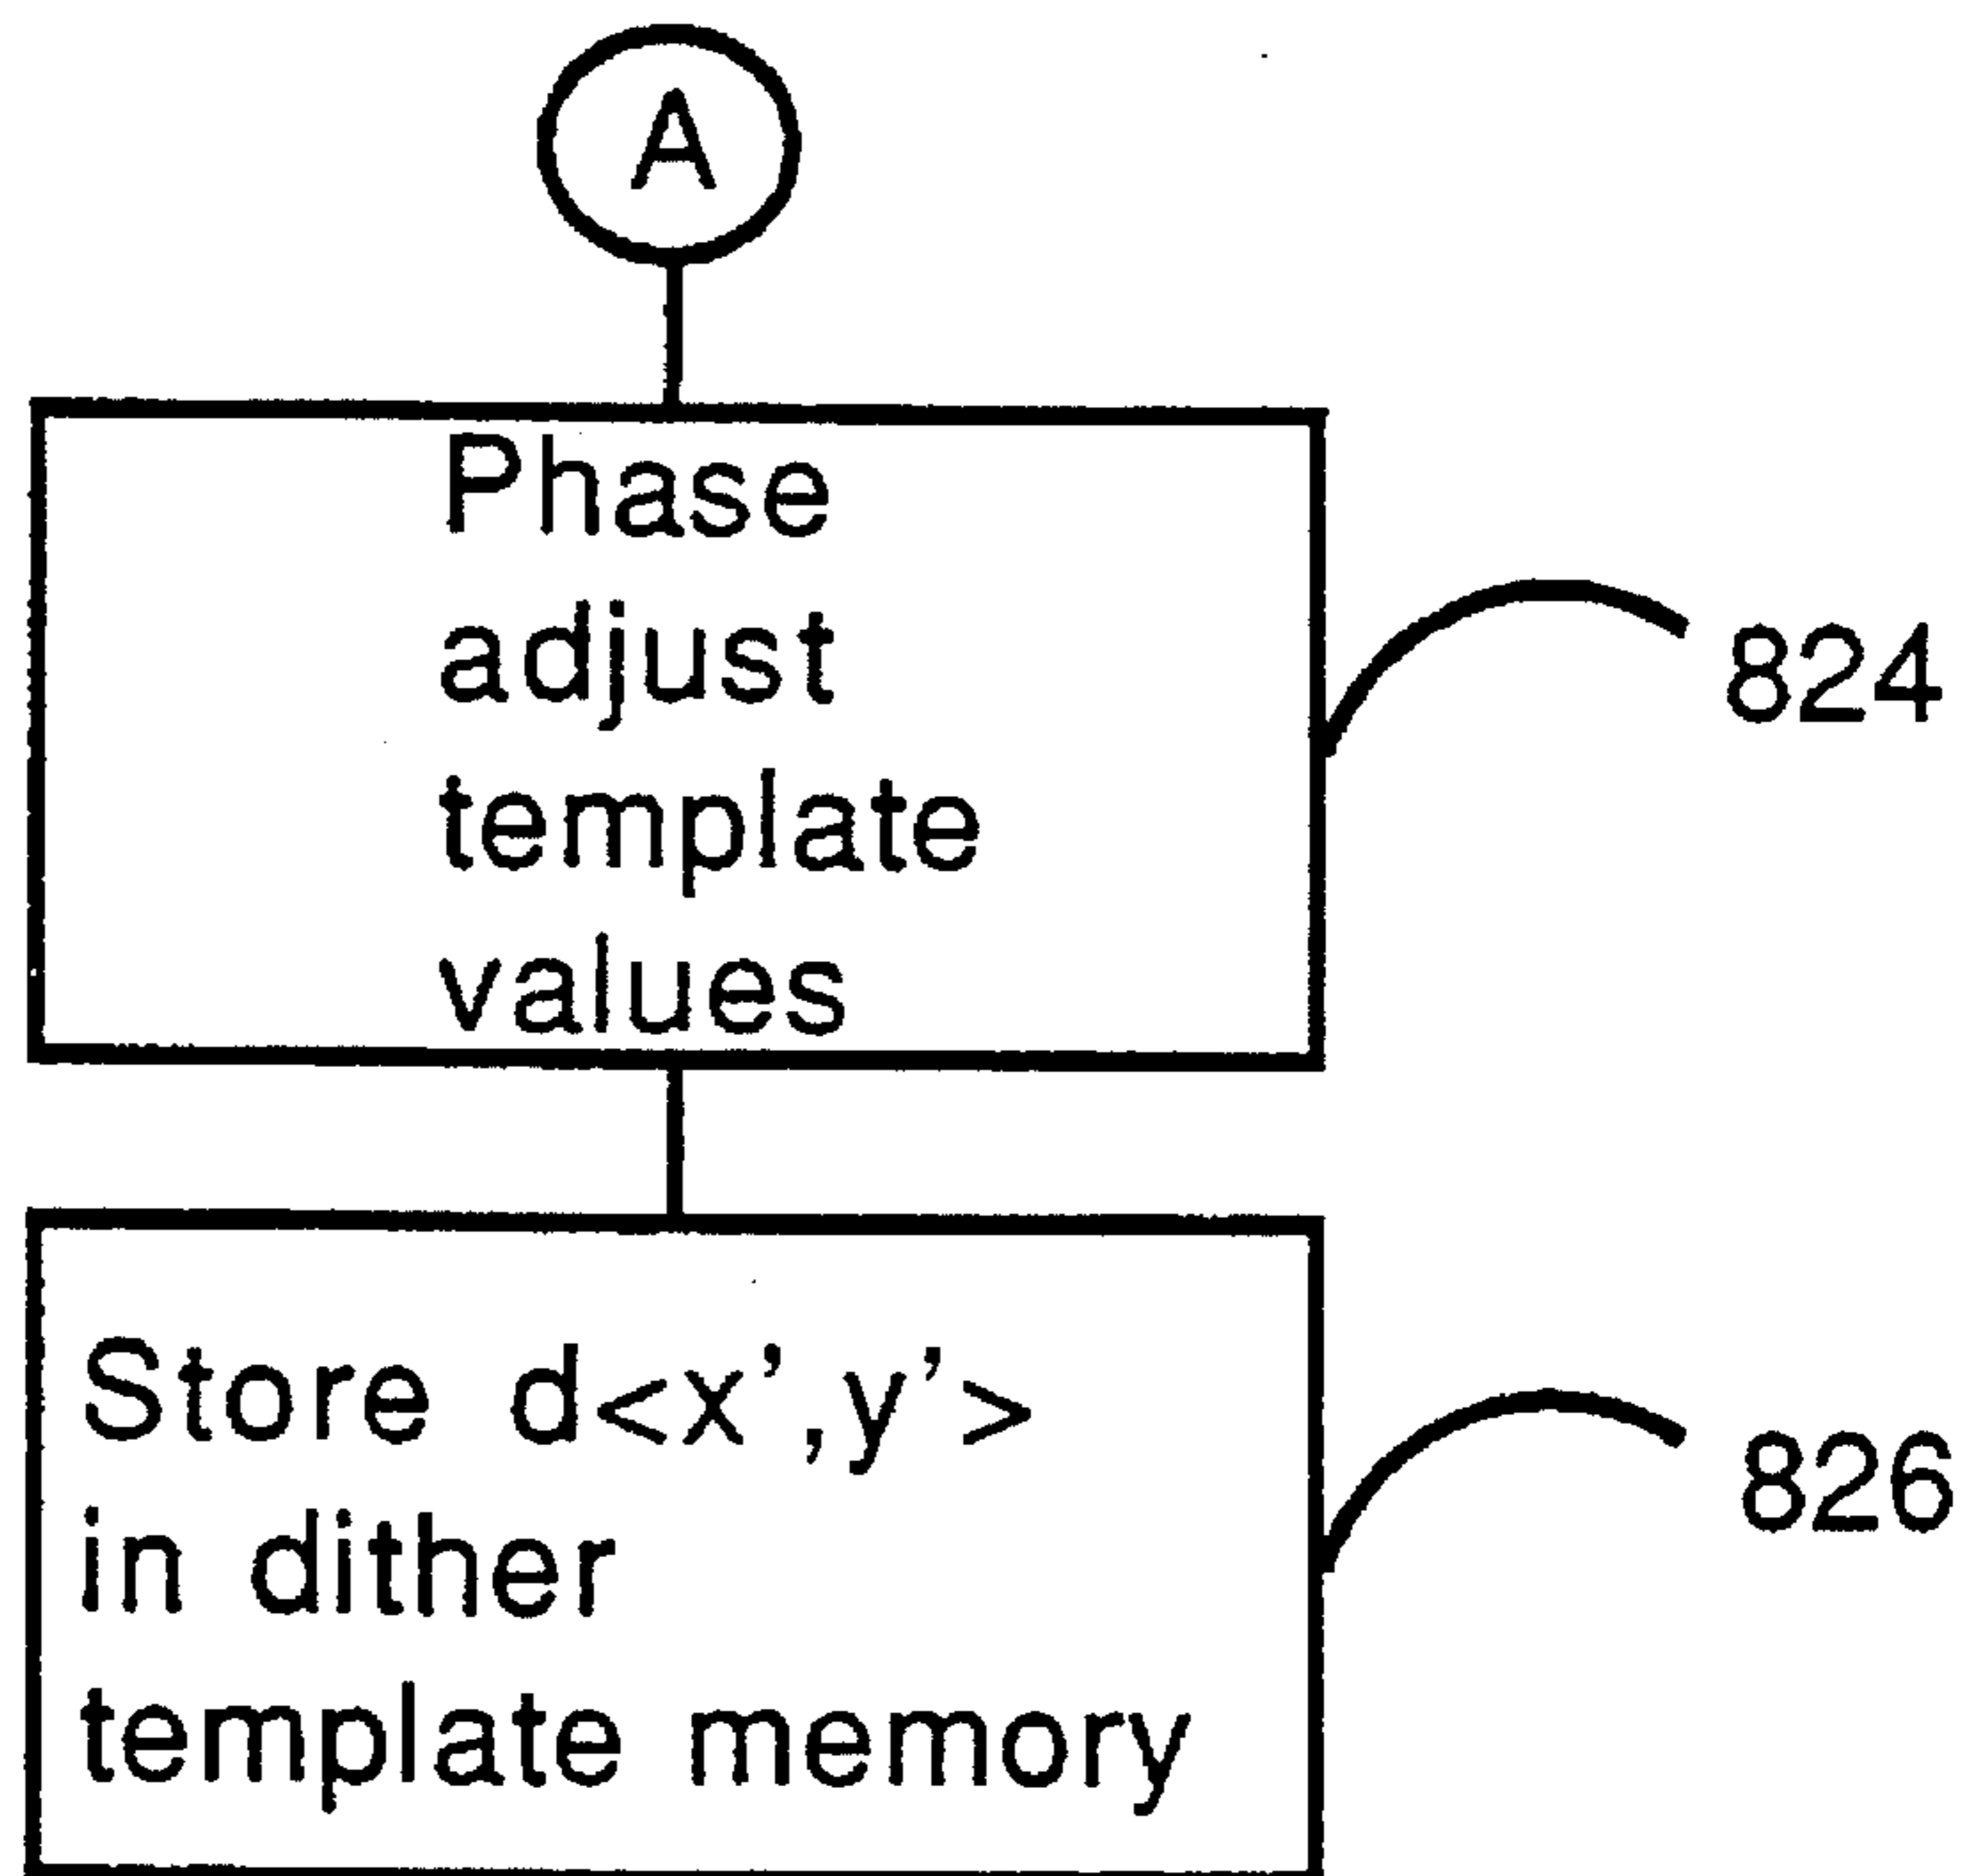 A
Phase
adjust
template
values
824
Store d<x',y'>
in dither
template memory
826